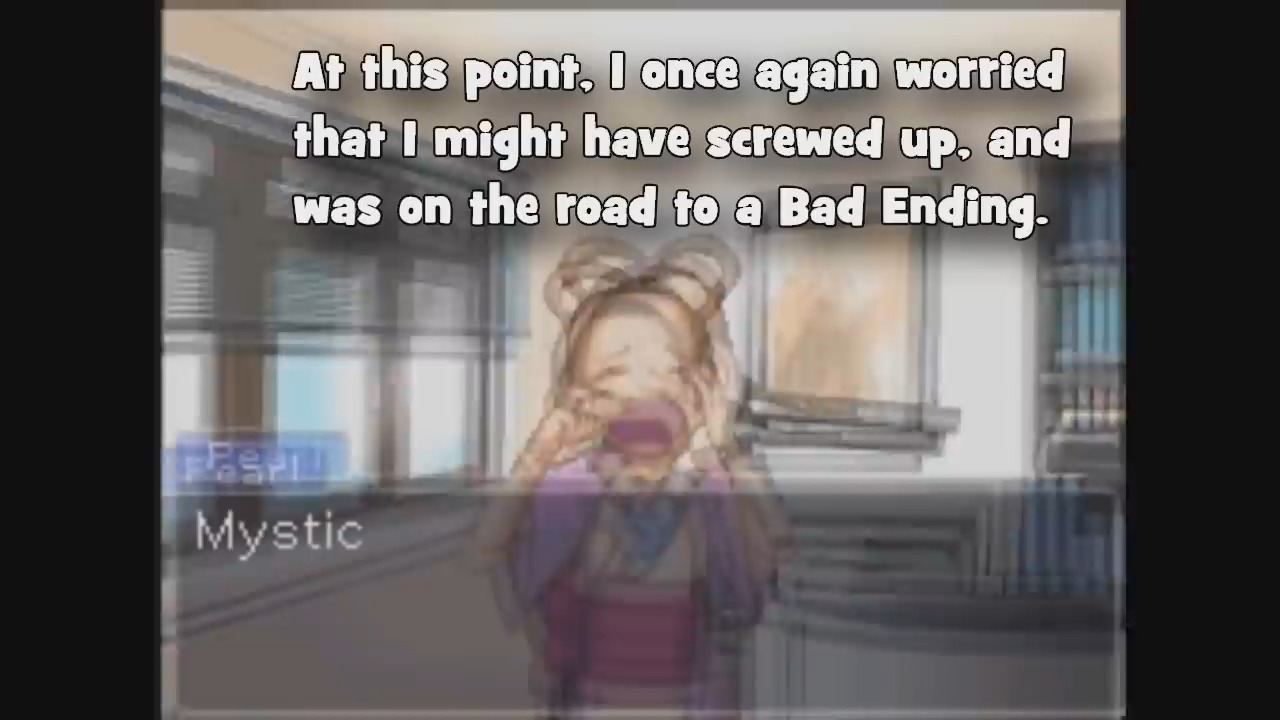 At this point, I once again worried
that I might have screwed up, and
was on the road to a Bad Ending.
Pearl
Mystic